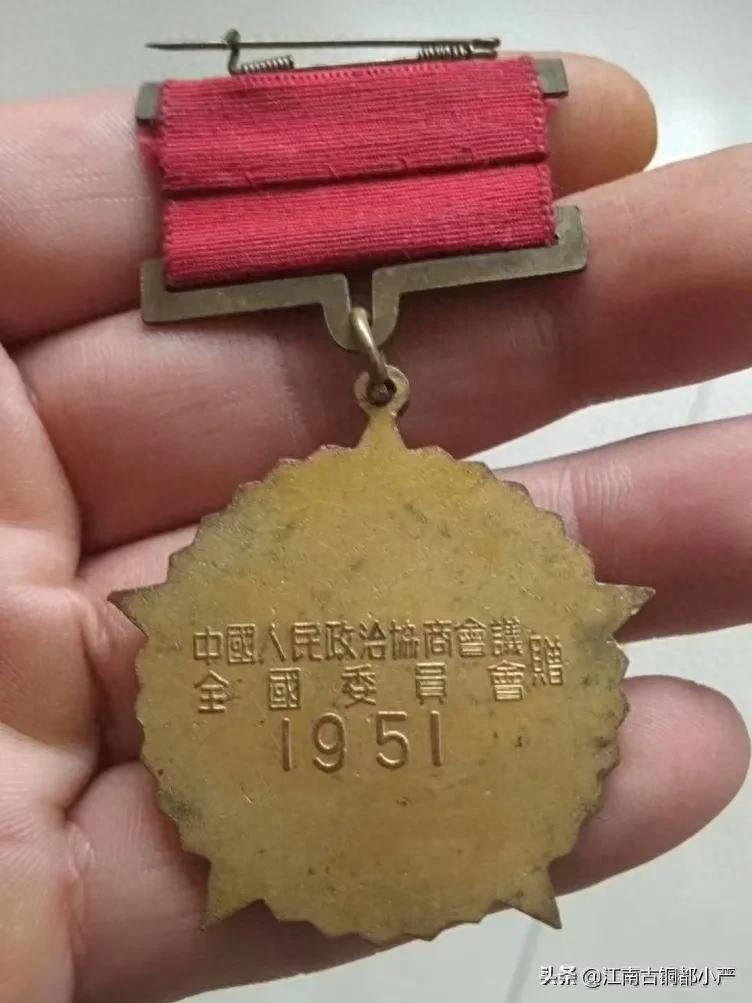 中國人民政治協商會議
全國委員會贈
1951
头条 @江南古铜都小严